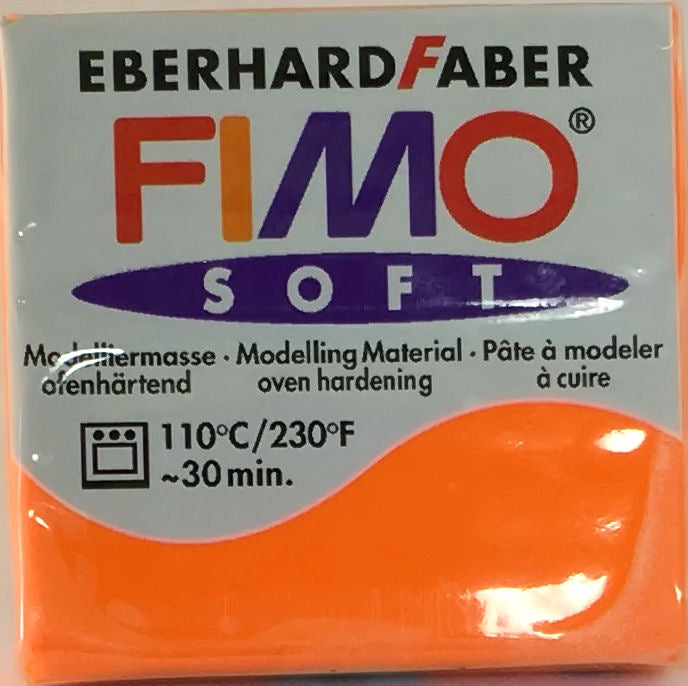 EBERHARDFABER
FIMO®
SOFT
Modelliermasse · Modelling Material · Pâte à modeler
ofenhärtend oven hardening à cuire
110°C/230°F
~30 min.